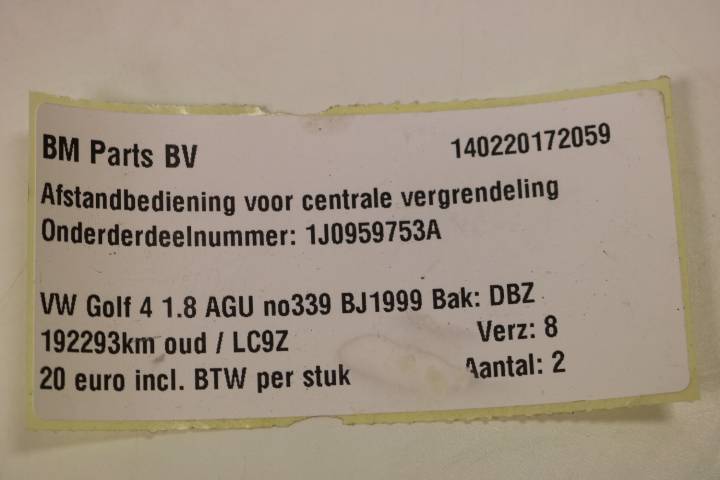 BM Parts BV 140220172059
Afstandbediening voor centrale vergrendeling
Onderderdeelnummer: 1J0959753A
VW Golf 4 1.8 AGU no339 BJ1999 Bak: DBZ
192293km oud / LC9Z Verz: 8
20 euro incl. BTW per stuk Aantal: 2